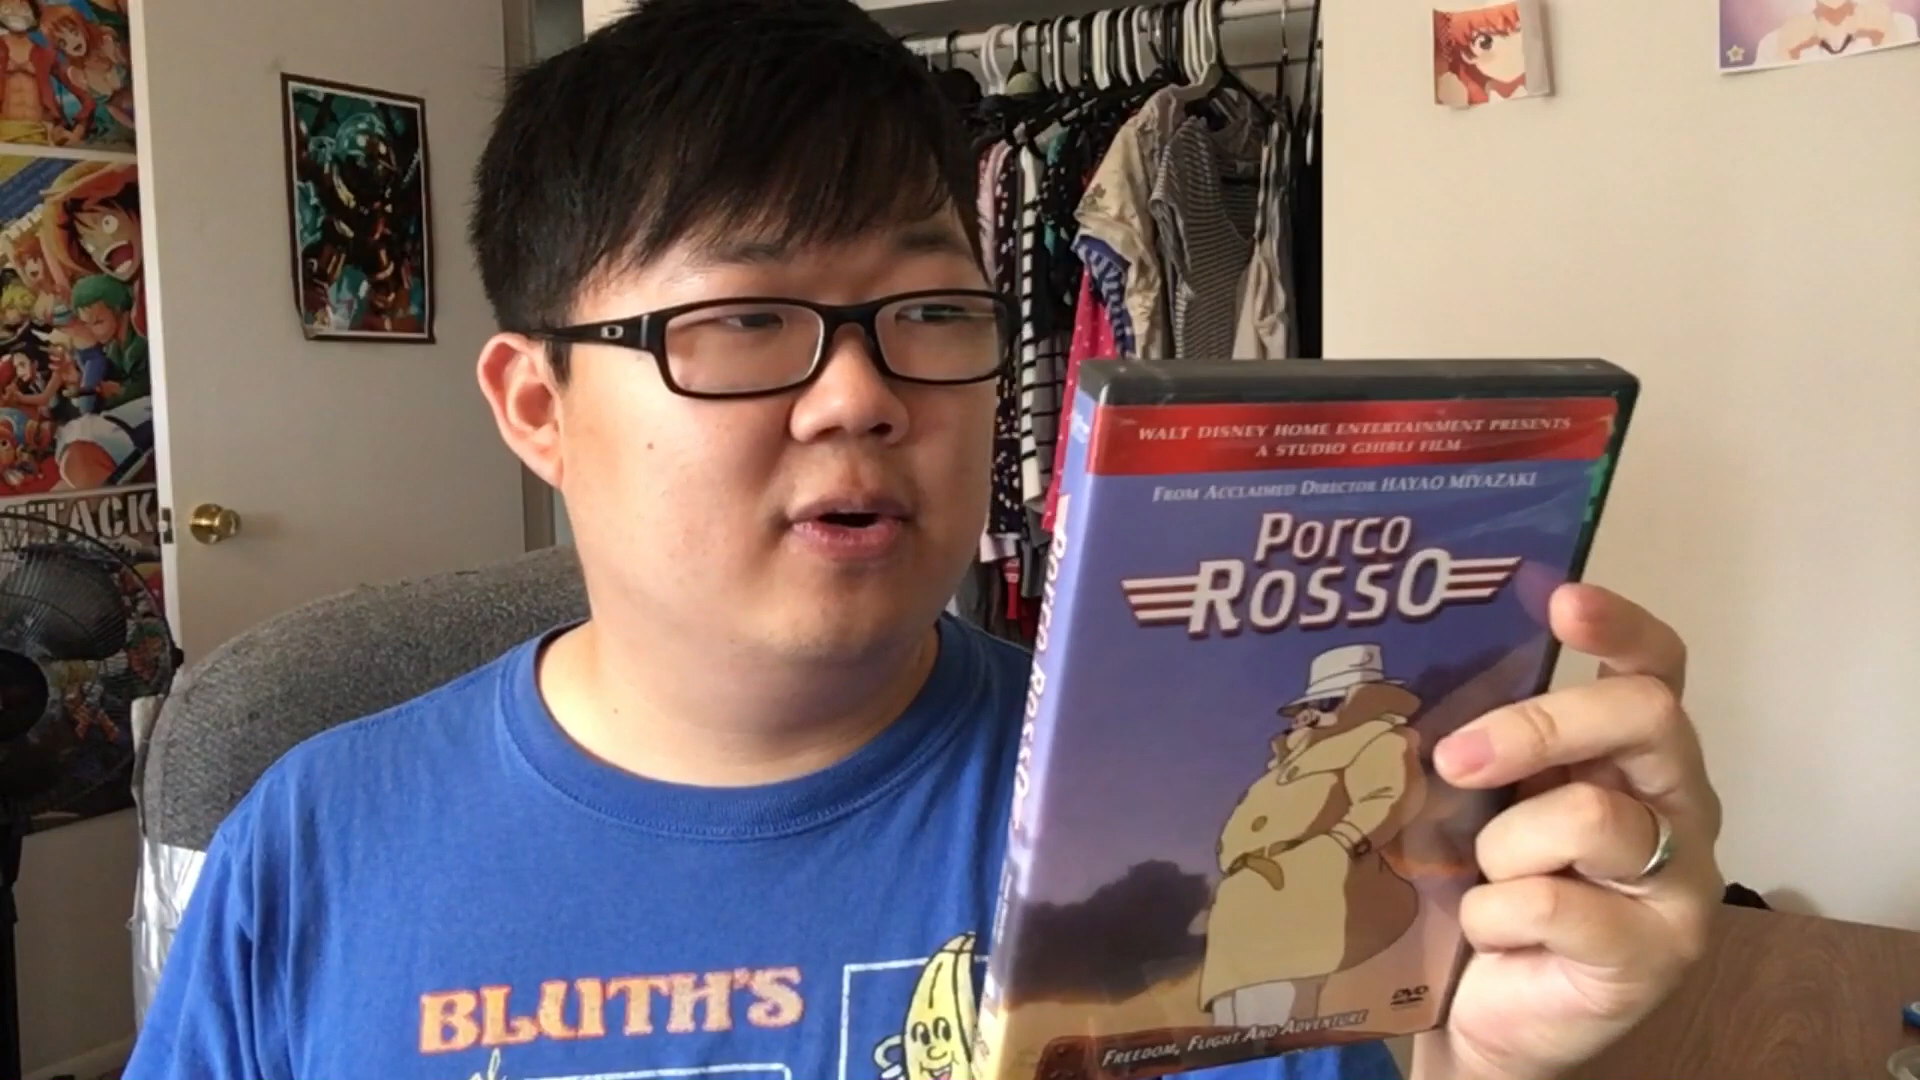 TTACK
WALT DISNEY HOME ENTERTAINMENT PRESENTS
A STUDIO GHIBLI FILM
FROM ACCLAIMED DIRECTOR HAYAO MIYAZAKI
Porco
ROSSO
PORCO ROSSO
DVD
FREEDOM, FLIGHT AND ADVENTURE
BLUTH'S